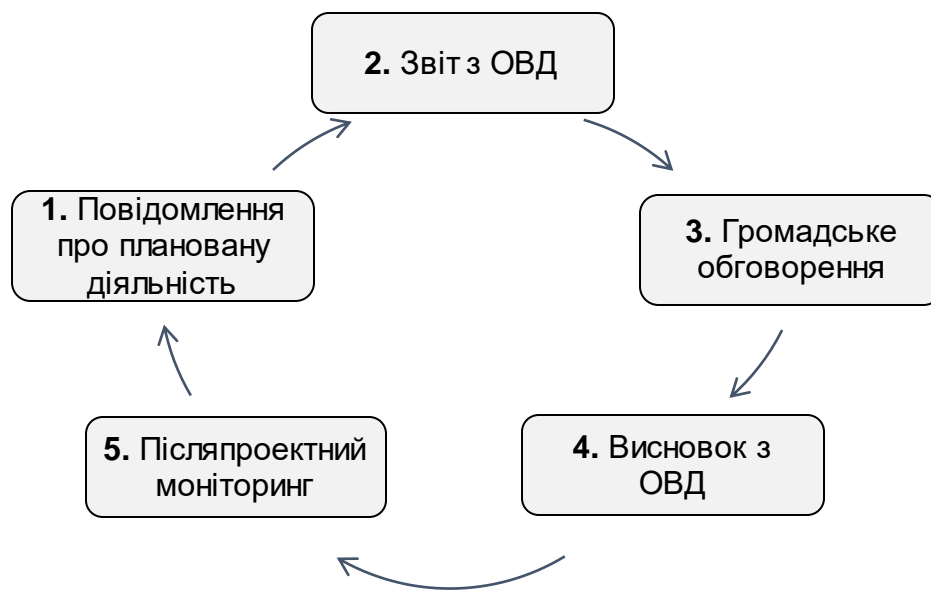 2. Звіт з ОВД
1. Повідомлення
про плановану
діяльність
3. Громадське
обговорення
5. Післяпроектний
моніторинг
4. Висновок з
ОВД